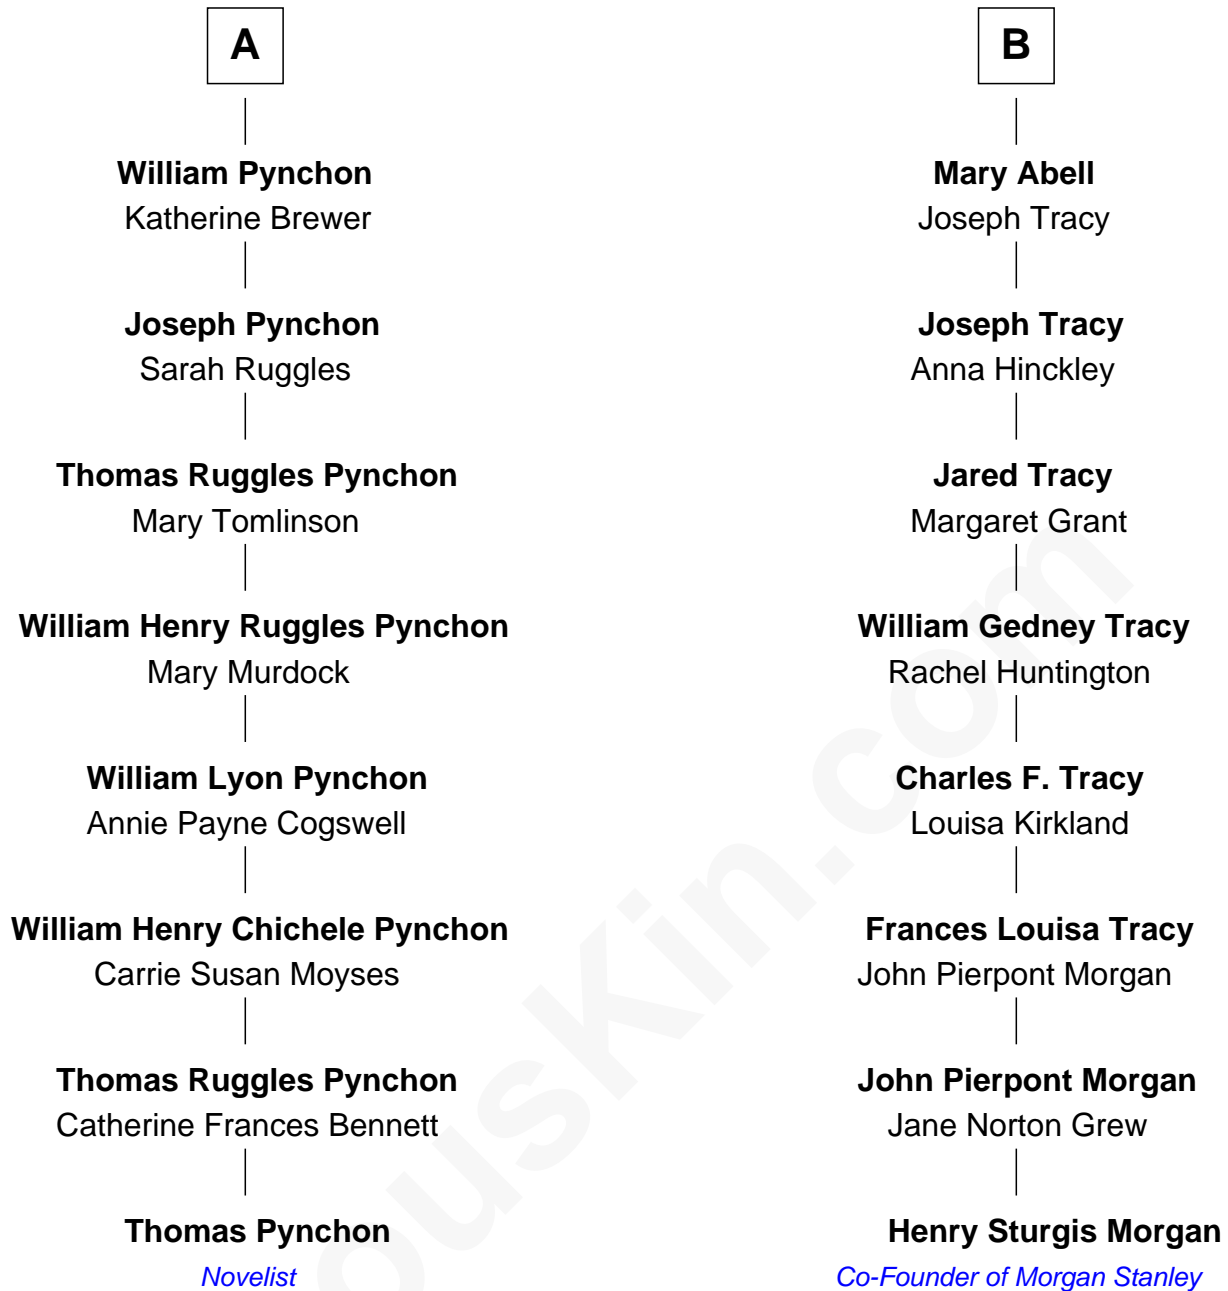 A
William Pynchon
Katherine Brewer
Joseph Pynchon
Sarah Ruggles
Thomas Ruggles Pynchon
Mary Tomlinson
William Henry Ruggles Pynchon
Mary Murdock
William Lyon Pynchon
Annie Payne Cogswell
William Henry Chichele Pynchon
Carrie Susan Moyses
Thomas Ruggles Pynchon
Catherine Frances Bennett
Thomas Pynchon
Novelist
B
Mary Abell
Joseph Tracy
Joseph Tracy
Anna Hinckley
Jared Tracy
Margaret Grant
William Gedney Tracy
Rachel Huntington
Charles F. Tracy
Louisa Kirkland
Frances Louisa Tracy
John Pierpont Morgan
John Pierpont Morgan
Jane Norton Grew
Henry Sturgis Morgan
Co-Founder of Morgan Stanley
ousKin.com